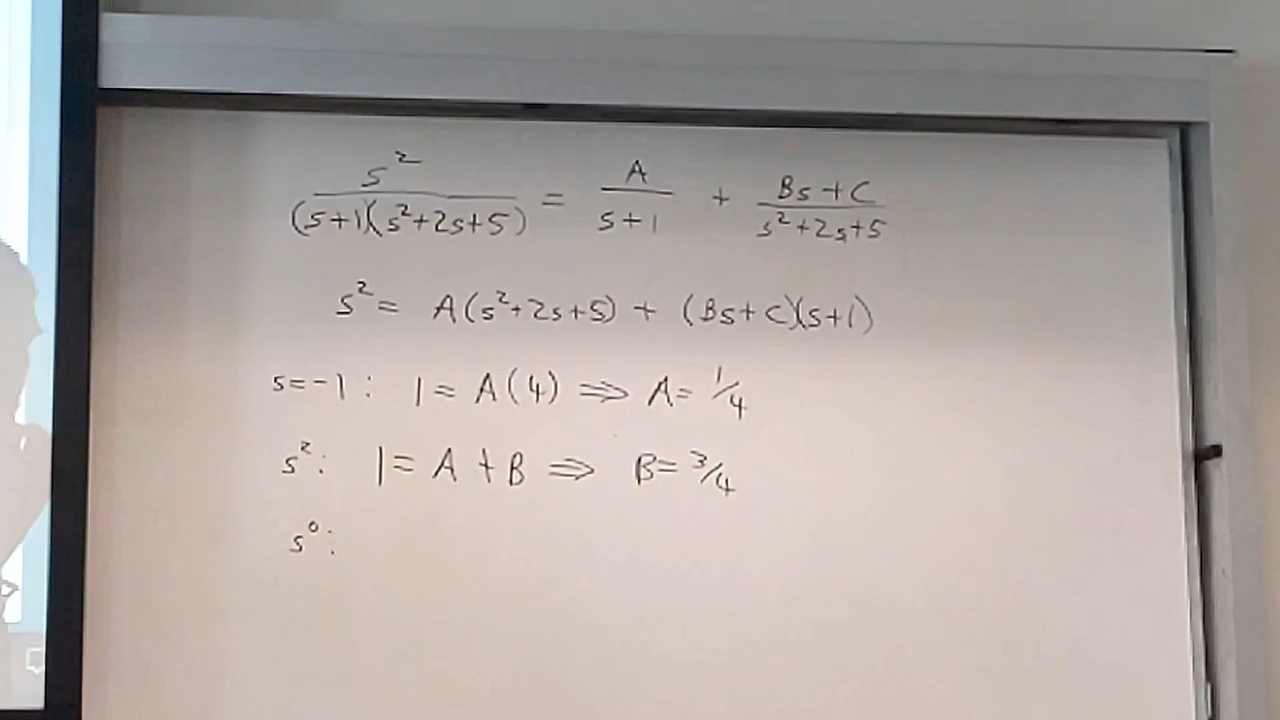 s²/(s+1)(s²+2s+5) = A/s+1 + Bs+C/s²+2s+5
s² = A(s²+2s+5) + (Bs+C)(s+1)
s=-1: 1 = A(4) ⟹ A= 1/4
s²: 1 = A + B ⟹ B= 3/4
s⁰: